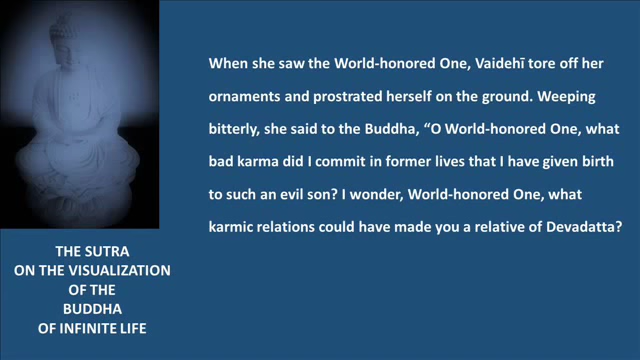 When she saw the World-honored One, Vaidehī tore off her
ornaments and prostrated herself on the ground. Weeping
bitterly, she said to the Buddha, “O World-honored One, what
bad karma did I commit in former lives that I have given birth
to such an evil son? I wonder, World-honored One, what
karmic relations could have made you a relative of Devadatta?
THE SUTRA
ON THE VISUALIZATION
OF THE
BUDDHA
OF INFINITE LIFE